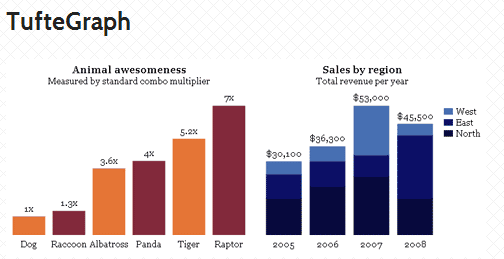 TufteGraph
Animal awesomeness
Measured by standard combo multiplier
1x
1.3x
3.6x
4x
5.2x
7x
Dog Raccoon Albatross Panda Tiger Raptor
Sales by region
Total revenue per year
$30,100
$36,300
$53,000
$45,500
West
East
North
2005 2006 2007 2008